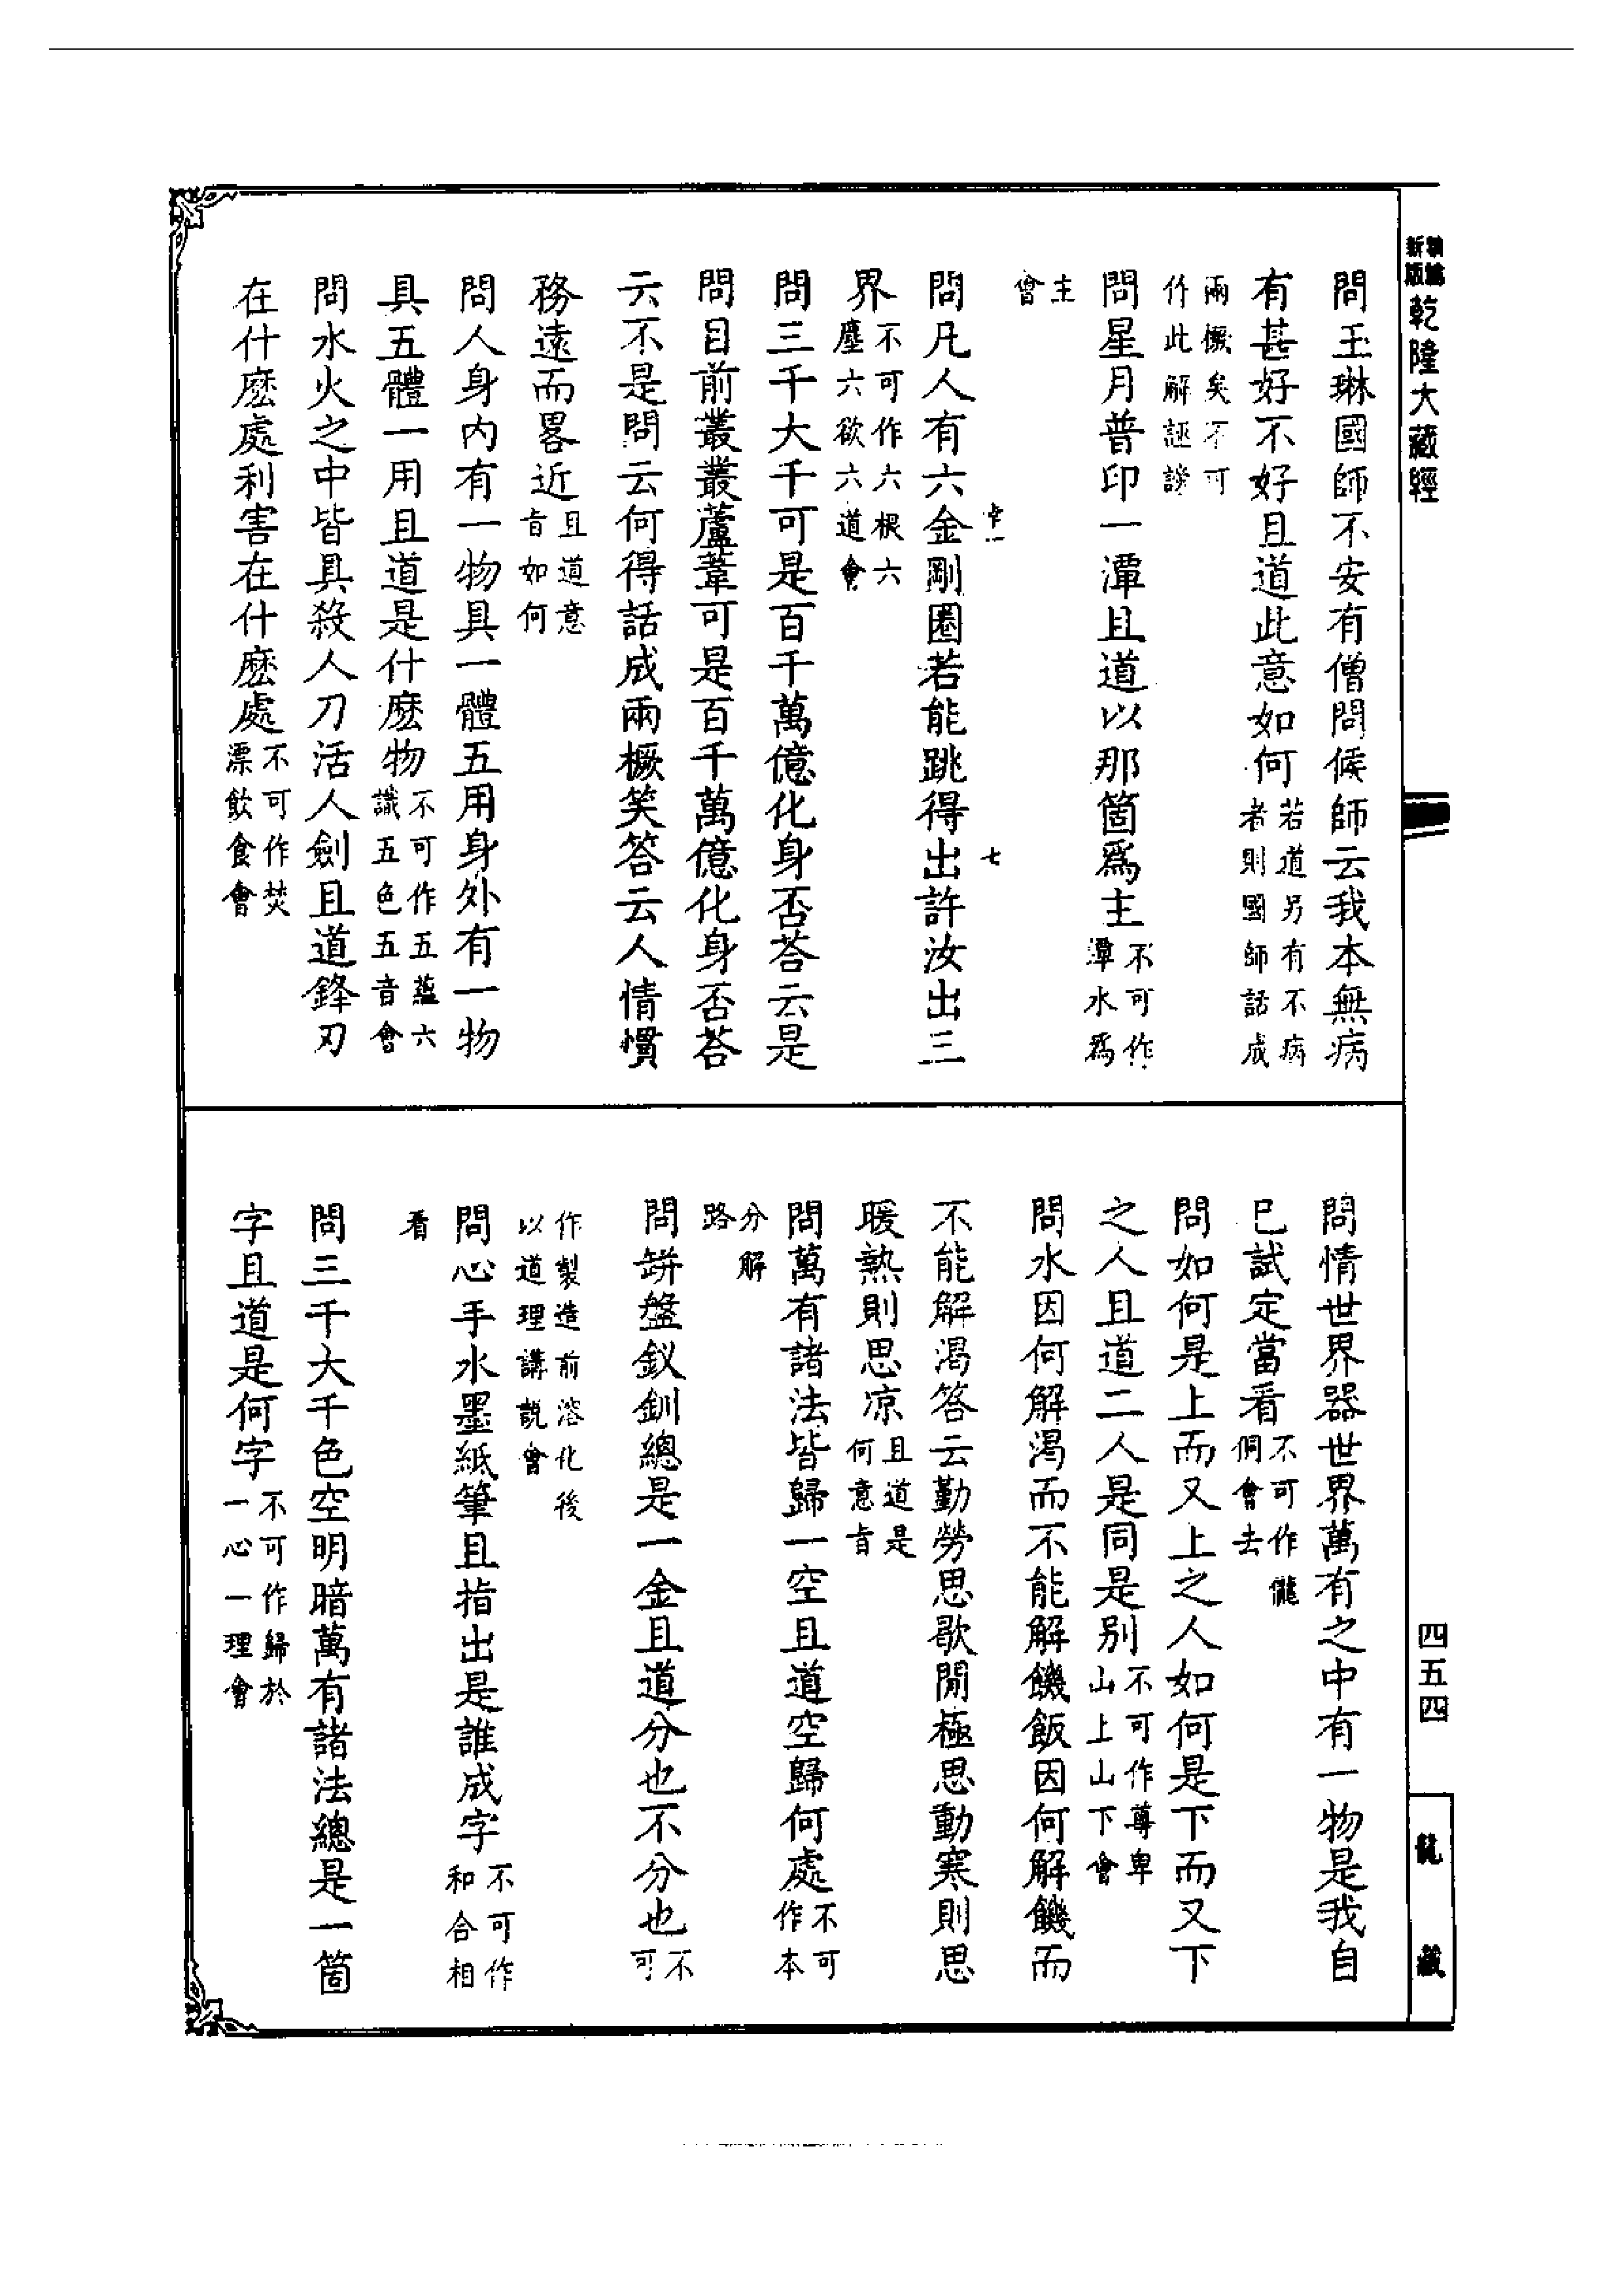 新編
新版
乾隆大藏經
問玉琳國師不安有僧問候師云我本無病
有甚好不好且道此意如何若道另有不病者則國師話成
兩橛矣不可作此解誣謗
問星月普印一潭且道以那箇爲主不可作潭水爲
主會
問凡人有六金剛圈若能跳得出許汝出三
界不可作六根六塵六欲六道會
問三千大千可是百千萬億化身否荅云是
問目前叢叢蘆葦可是百千萬億化身否荅
云不是問云何得話成兩橛笑答云人情慣
務遠而畧近且道意旨如何
問人身內有一物具一體五用身外有一物
具五體一用且道是什麽物不可作五蘊六識五色五音會
問水火之中皆具殺人刀活人劍且道鋒刃
在什麽處利害在什麽處不可作焚漂飲食會
七
問情世界器世界萬有之中有一物是我自
已試定當看不可作儱侗會去
問如何是上而又上之人如何是下而又下
之人且道二人是同是别不可作尊卑山上山下會
問水因何解渴而不能解饑飯因何解饑而
不能解渴答云勤勞思歇閒極思動寒則思
暖熱則思凉且道是何意旨
問萬有諸法皆歸一空且道空歸何處不可作本
分解路
問缾盤釵釧總是一金且道分也不分也不可
作製造前溶化後以道理講說會
問心手水墨紙筆且指出是誰成字不可作和合相
看
問三千大千色空明暗萬有諸法總是一箇
字且道是何字不可作歸於一心一理會
四五四
龍藏